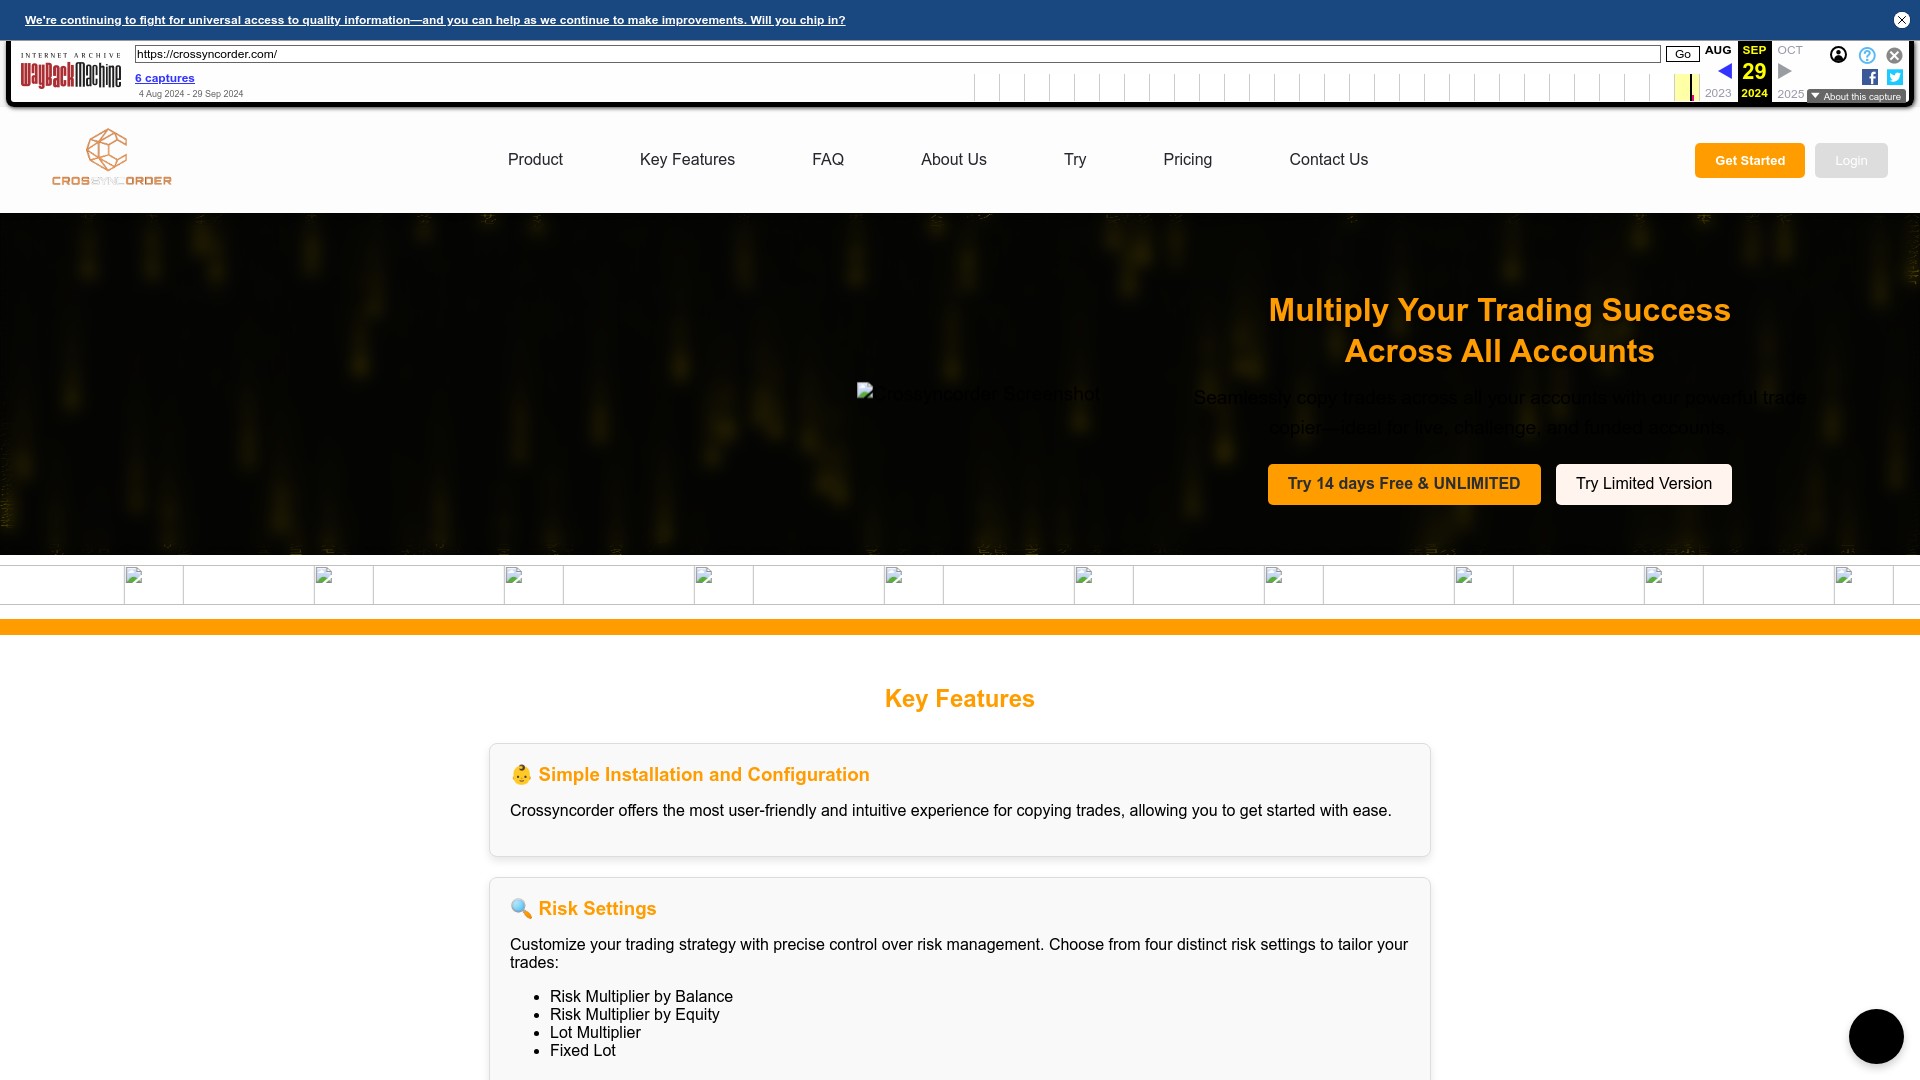 We're continuing to fight for universal access to quality information—and you can help as we continue to make improvements. Will you chip in?
INTERNET ARCHIVE
WayBackMachine
https://crossyncorder.com/
Go
AUG
SEP
OCT
6 captures
29
4 Aug 2024 - 29 Sep 2024
2023
2024
2025
About this capture
CROSSYNCORDER
Product
Key Features
FAQ
About Us
Try
Pricing
Contact Us
Get Started
Login
Multiply Your Trading Success
Across All Accounts
Crossyncorder Screenshot
Seamlessly copy trades across all your accounts with our powerful trade
copier—ideal for live, challenge, and funded accounts.
Try 14 days Free & UNLIMITED
Try Limited Version
Key Features
👶 Simple Installation and Configuration
Crossyncorder offers the most user-friendly and intuitive experience for copying trades, allowing you to get started with ease.
🔍 Risk Settings
Customize your trading strategy with precise control over risk management. Choose from four distinct risk settings to tailor your
trades:
• Risk Multiplier by Balance
• Risk Multiplier by Equity
• Lot Multiplier
• Fixed Lot